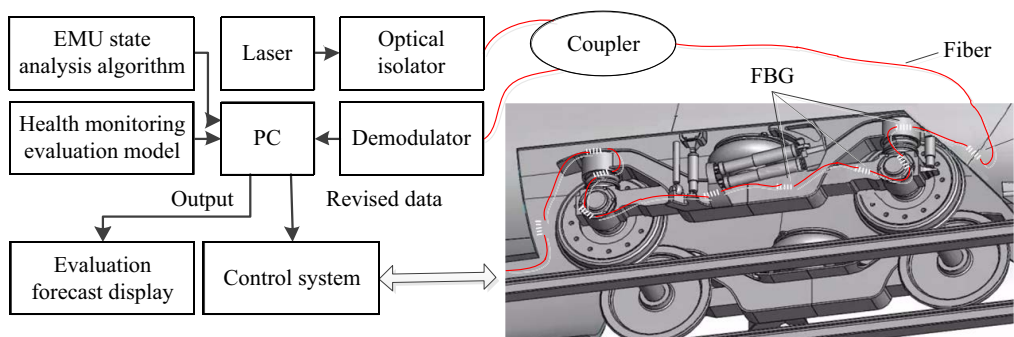 EMU state
analysis algorithm
Laser
Optical
isolator
Coupler
Fiber
FBG
Health monitoring
evaluation model
PC
Demodulator
Output
Revised data
Evaluation
forecast display
Control system